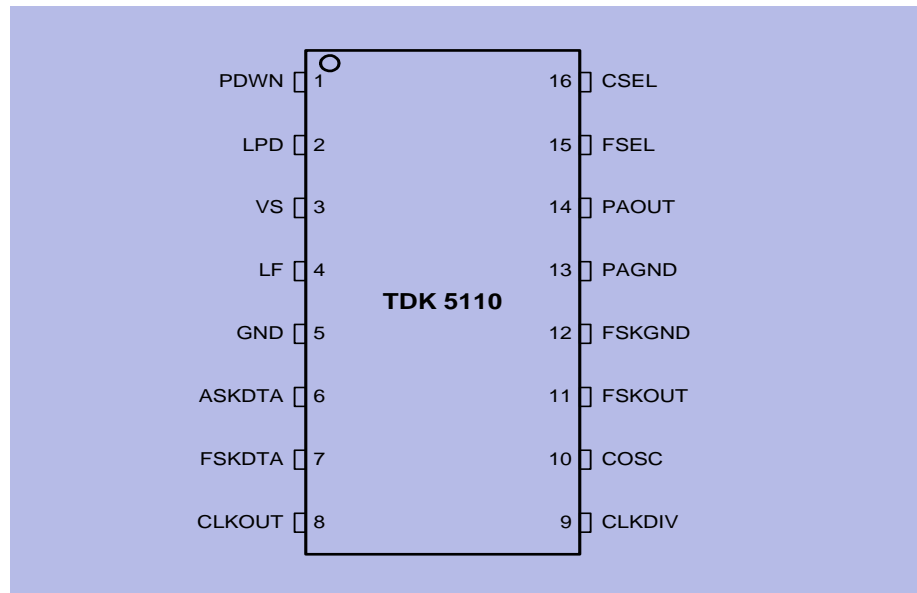 PDWN 1 16 CSEL
LPD 2 15 FSEL
VS 3 14 PAOUT
LF 4 13 PAGND
TDK 5110
GND 5 12 FSKGND
ASKDTA 6 11 FSKOUT
FSKDTA 7 10 COSC
CLKOUT 8 9 CLKDIV